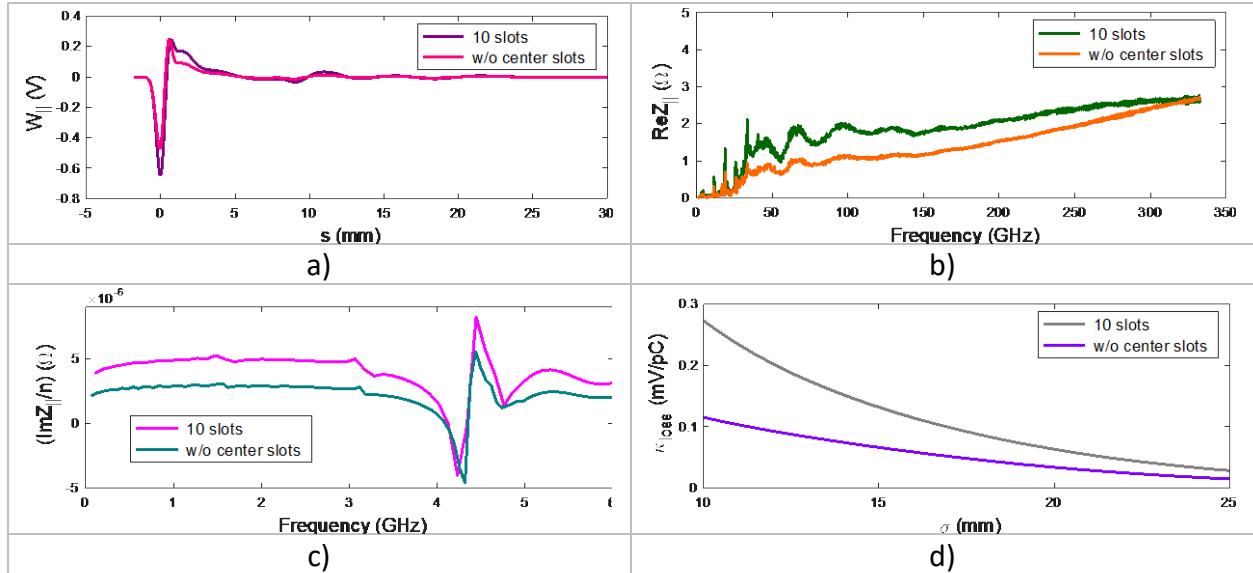 0.4
0.2
0
-0.2
-0.4
-0.6
-0.8
W|| (V)
10 slots
w/o center slots
-5 0 5 10 15 20 25 30
s (mm)
a)
5
4
3
2
1
0
ReZ|| (Ω)
10 slots
w/o center slots
0 50 100 150 200 250 300 350
Frequency (GHz)
b)
×10⁻⁶
5
0
-5
(ImZ||/n) (Ω)
10 slots
w/o center slots
0 1 2 3 4 5 6
Frequency (GHz)
c)
0.3
0.2
0.1
0
κloss (mV/pC)
10 slots
w/o center slots
10 15 20 25
σ (mm)
d)